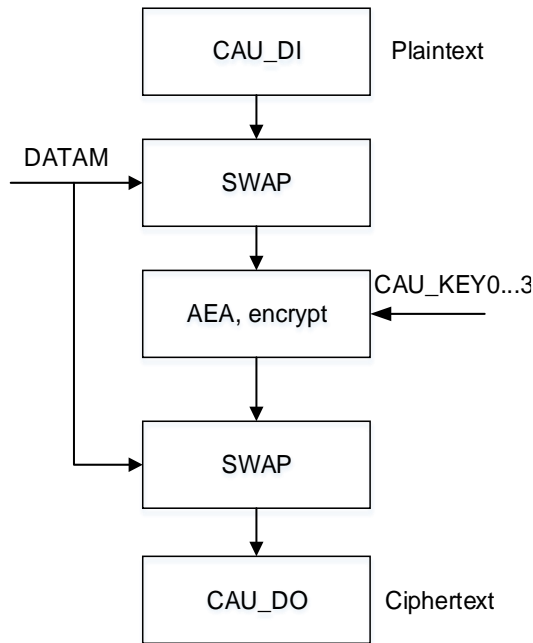 CAU_DI
Plaintext
DATAM
SWAP
AEA, encrypt
CAU_KEY0...3
SWAP
CAU_DO
Ciphertext